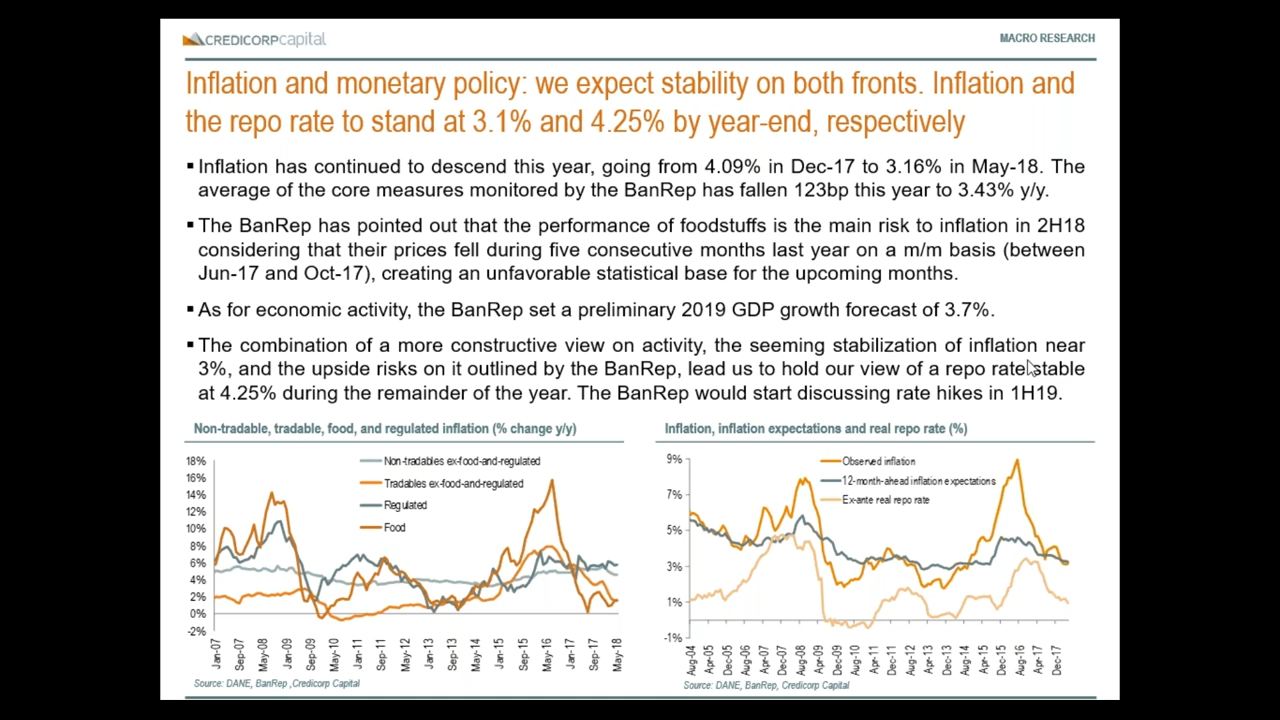 CREDICORPcapital
MACRO RESEARCH
Inflation and monetary policy: we expect stability on both fronts. Inflation and
the repo rate to stand at 3.1% and 4.25% by year-end, respectively
▪ Inflation has continued to descend this year, going from 4.09% in Dec-17 to 3.16% in May-18. The
average of the core measures monitored by the BanRep has fallen 123bp this year to 3.43% y/y.
▪ The BanRep has pointed out that the performance of foodstuffs is the main risk to inflation in 2H18
considering that their prices fell during five consecutive months last year on a m/m basis (between
Jun-17 and Oct-17), creating an unfavorable statistical base for the upcoming months.
▪ As for economic activity, the BanRep set a preliminary 2019 GDP growth forecast of 3.7%.
▪ The combination of a more constructive view on activity, the seeming stabilization of inflation near
3%, and the upside risks on it outlined by the BanRep, lead us to hold our view of a repo rate stable
at 4.25% during the remainder of the year. The BanRep would start discussing rate hikes in 1H19.
Non-tradable, tradable, food, and regulated inflation (% change y/y)
18%
16%
14%
12%
10%
8%
6%
4%
2%
0%
-2%
Non-tradables ex-food-and-regulated
Tradables ex-food-and-regulated
Regulated
Food
Jan-07
Sep-07
May-08
Jan-09
Sep-09
May-10
Jan-11
Sep-11
May-12
Jan-13
Sep-13
May-14
Jan-15
Sep-15
May-16
Jan-17
Sep-17
May-18
Source: DANE, BanRep ,Credicorp Capital
Inflation, inflation expectations and real repo rate (%)
9%
7%
5%
3%
1%
-1%
Observed inflation
12-month-ahead inflation expectations
Ex-ante real repo rate
Aug-04
Apr-05
Dec-05
Aug-06
Apr-07
Dec-07
Aug-08
Apr-09
Dec-09
Aug-10
Apr-11
Dec-11
Aug-12
Apr-13
Dec-13
Aug-14
Apr-15
Dec-15
Aug-16
Apr-17
Dec-17
Source: DANE, BanRep, Credicorp Capital